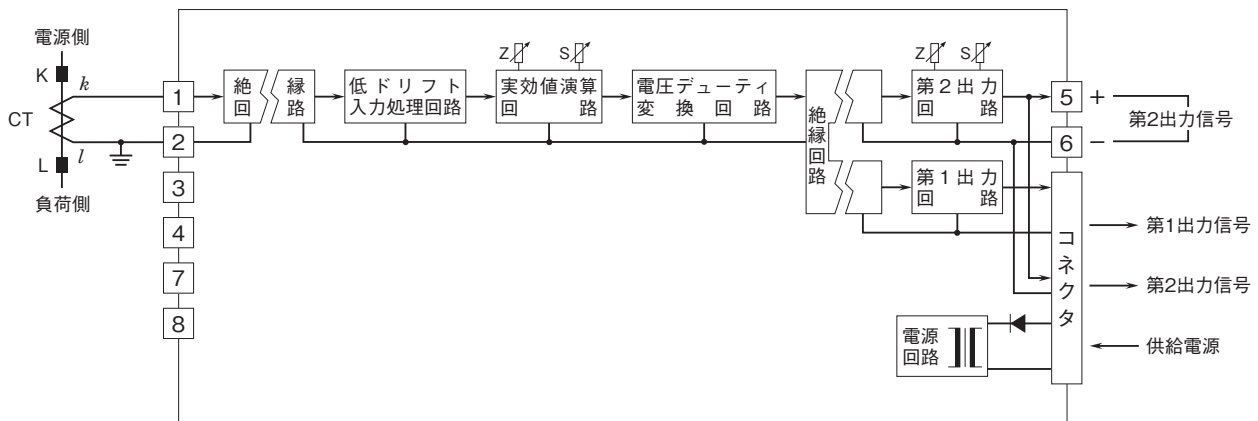 電源側
K
k
CT
l
L
負荷側
1
2
3
4
7
8
絶 縁
回 路
低ドリフト
入力処理回路
Z
S
実効値演算
回 路
電圧デューティ
変換回路
絶縁回路
Z
S
第2出力
回 路
第1出力
回 路
電源
回路
5
+
6
−
第2出力信号
コネクタ
第1出力信号
第2出力信号
供給電源